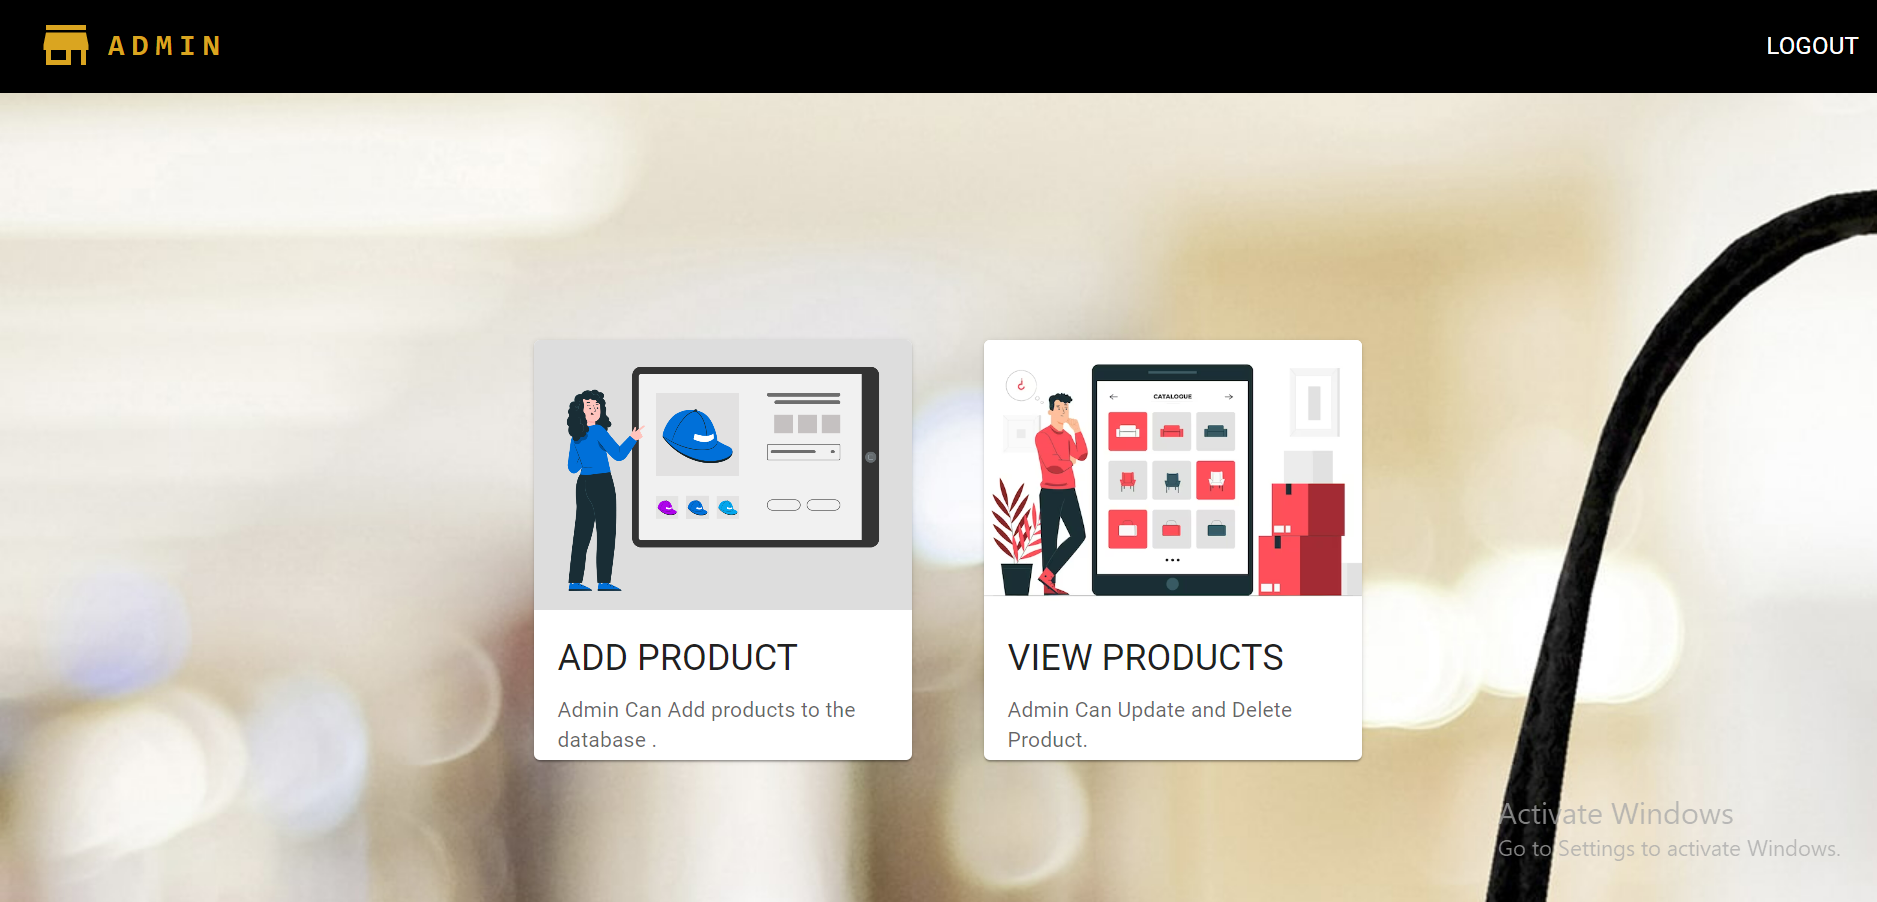 ADMIN
LOGOUT
CATALOGUE
ADD PRODUCT
Admin Can Add products to the
database .
VIEW PRODUCTS
Admin Can Update and Delete
Product.
Activate Windows
Go to Settings to activate Windows.